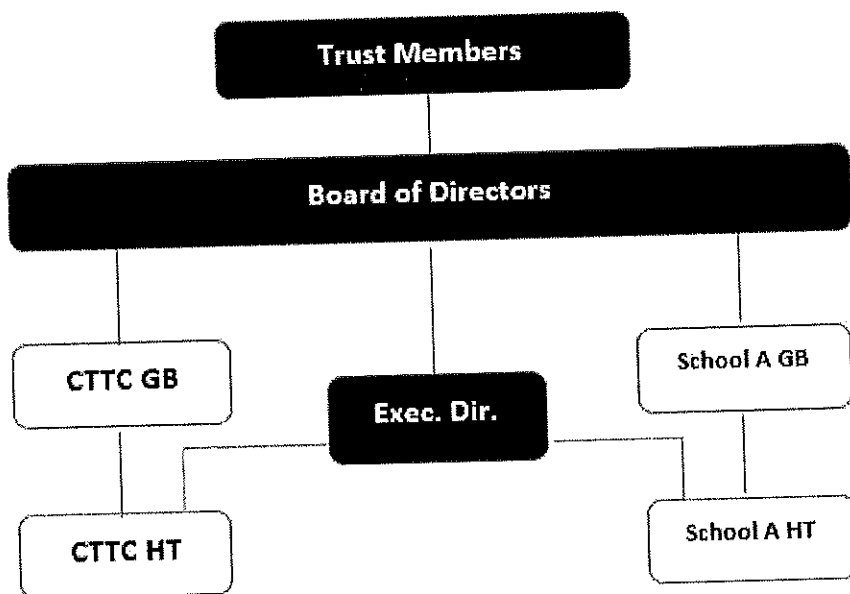 Trust Members
Board of Directors
CTTC GB
School A GB
Exec. Dir.
CTTC HT
School A HT